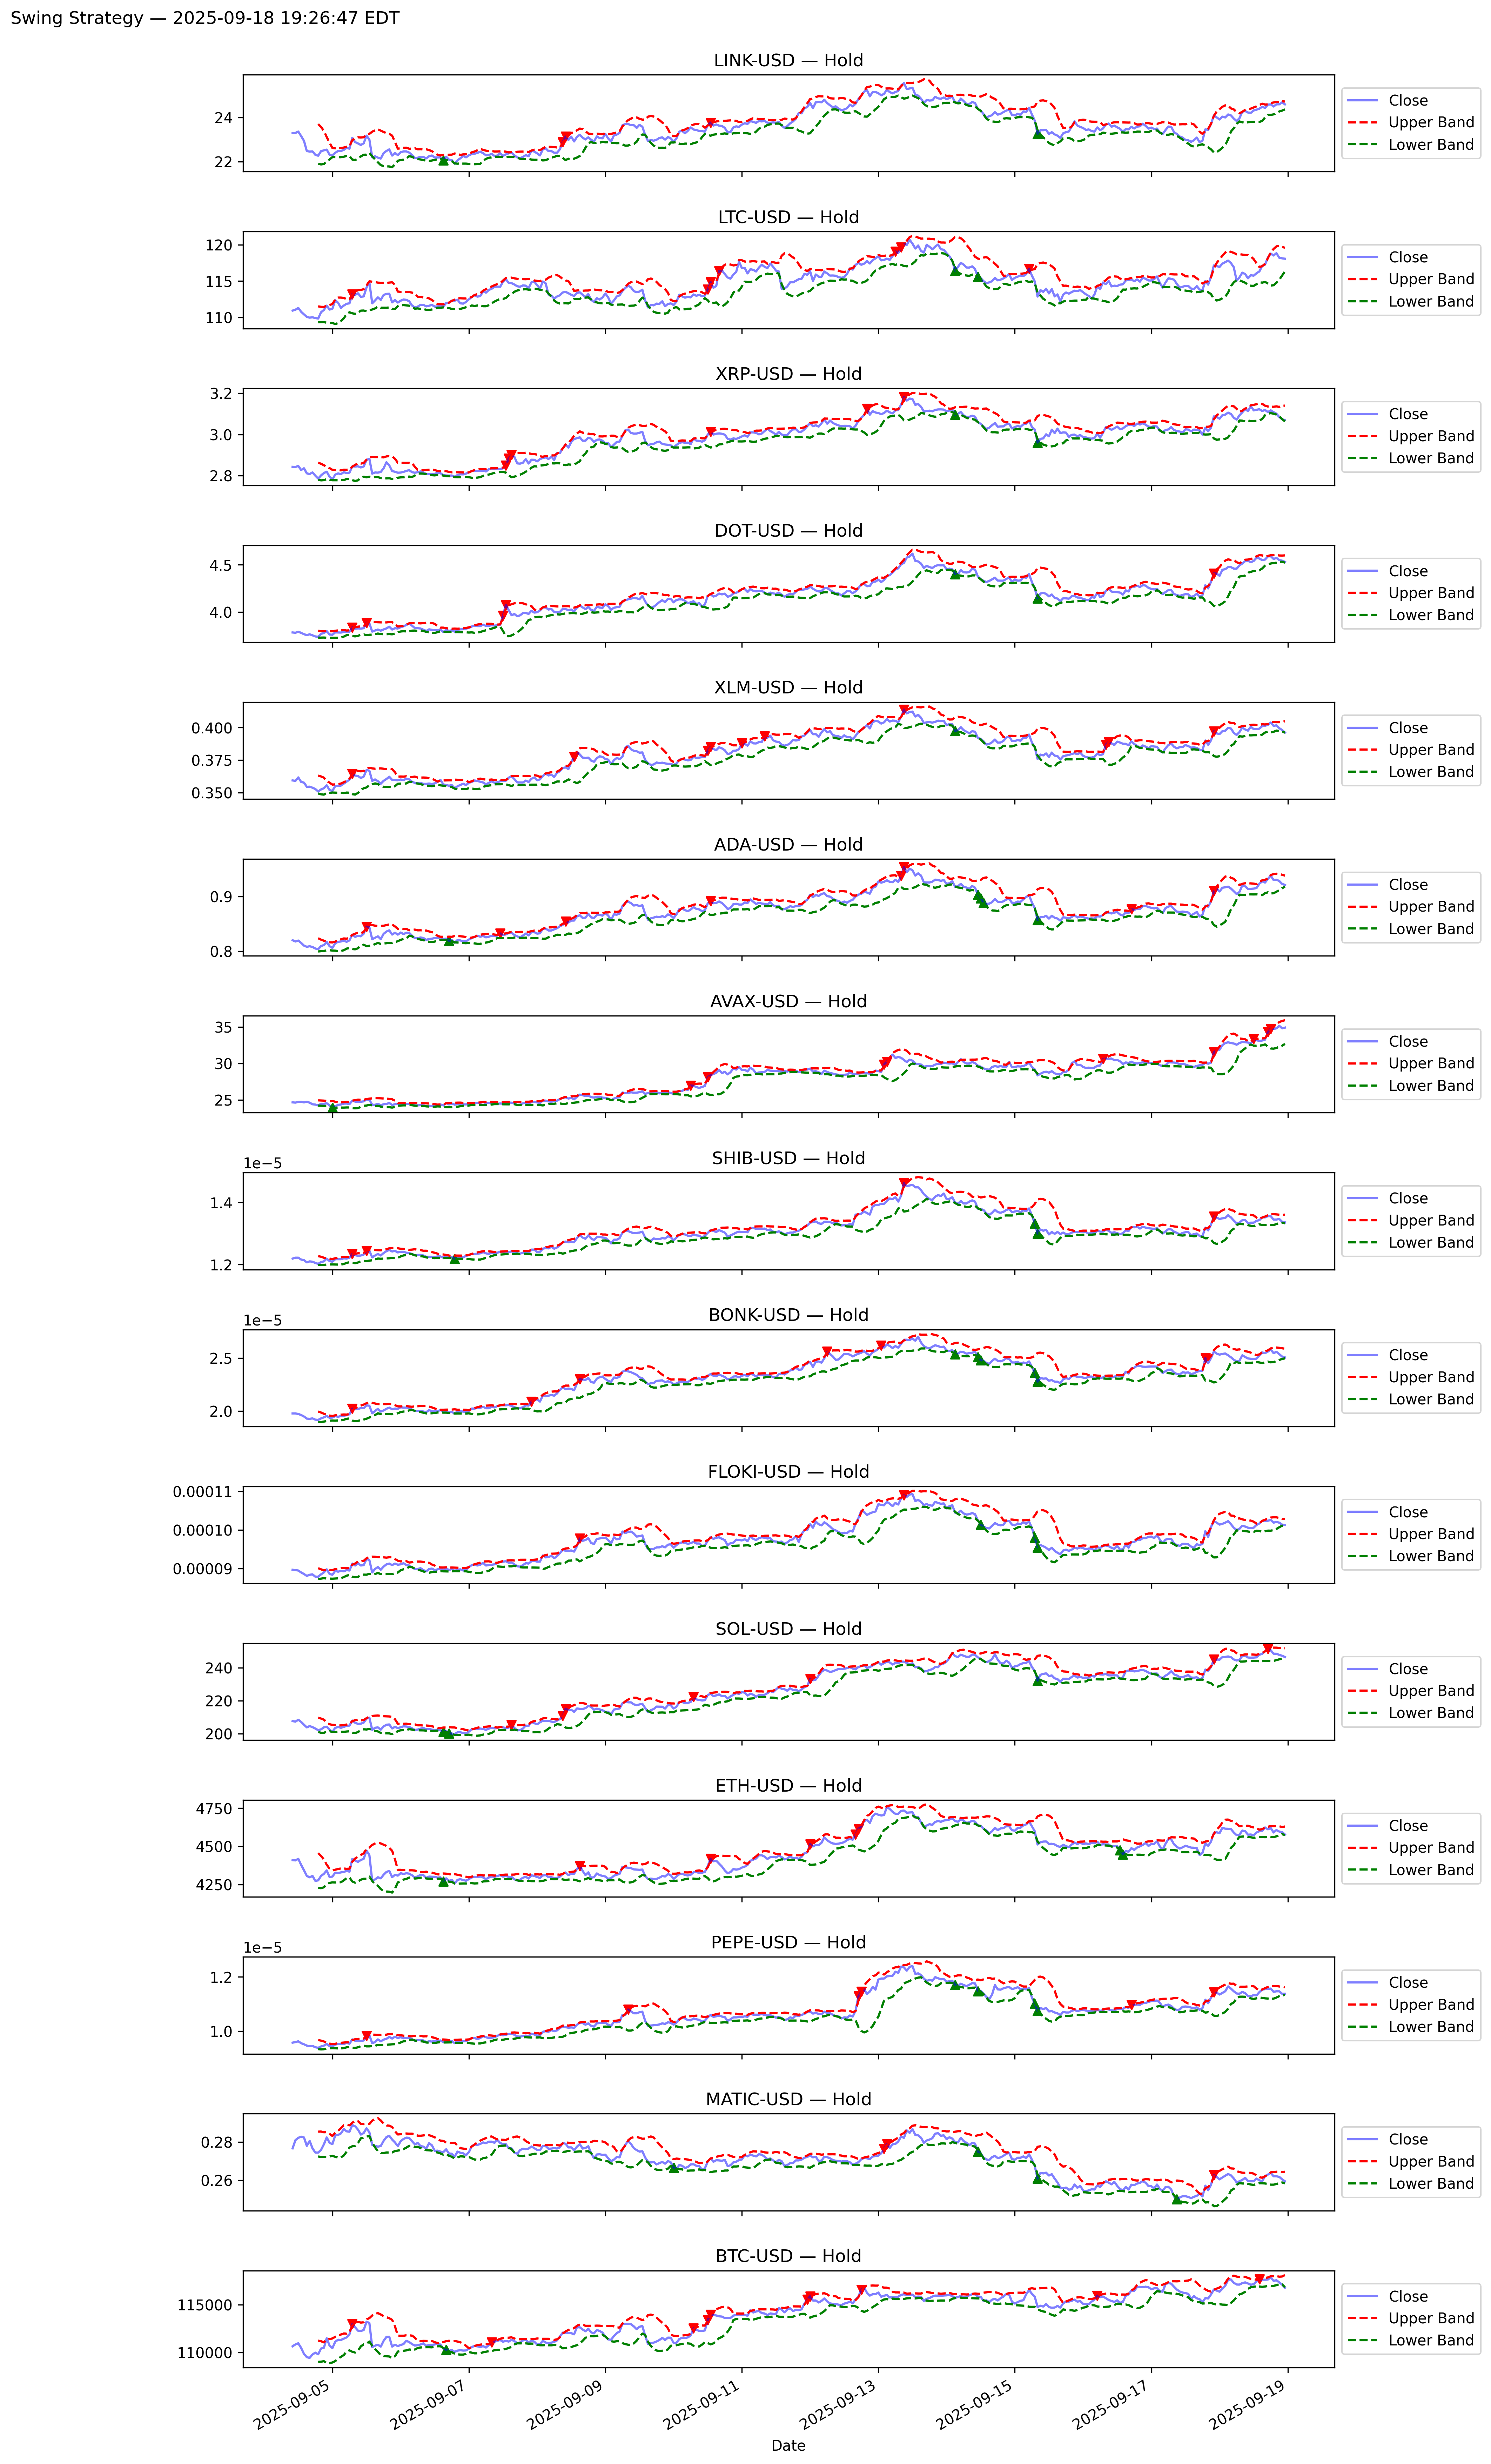 Swing Strategy — 2025-09-18 19:26:47 EDT
LINK-USD — Hold
24
22
Close
Upper Band
Lower Band
LTC-USD — Hold
120
115
110
Close
Upper Band
Lower Band
XRP-USD — Hold
3.2
3.0
2.8
Close
Upper Band
Lower Band
DOT-USD — Hold
4.5
4.0
Close
Upper Band
Lower Band
XLM-USD — Hold
0.400
0.375
0.350
Close
Upper Band
Lower Band
ADA-USD — Hold
0.9
0.8
Close
Upper Band
Lower Band
AVAX-USD — Hold
35
30
25
Close
Upper Band
Lower Band
SHIB-USD — Hold
1e−5
1.4
1.2
Close
Upper Band
Lower Band
BONK-USD — Hold
1e−5
2.5
2.0
Close
Upper Band
Lower Band
FLOKI-USD — Hold
0.00011
0.00010
0.00009
Close
Upper Band
Lower Band
SOL-USD — Hold
240
220
200
Close
Upper Band
Lower Band
ETH-USD — Hold
4750
4500
4250
Close
Upper Band
Lower Band
PEPE-USD — Hold
1e−5
1.2
1.0
Close
Upper Band
Lower Band
MATIC-USD — Hold
0.28
0.26
Close
Upper Band
Lower Band
BTC-USD — Hold
115000
110000
Close
Upper Band
Lower Band
2025-09-05
2025-09-07
2025-09-09
2025-09-11
2025-09-13
2025-09-15
2025-09-17
2025-09-19
Date